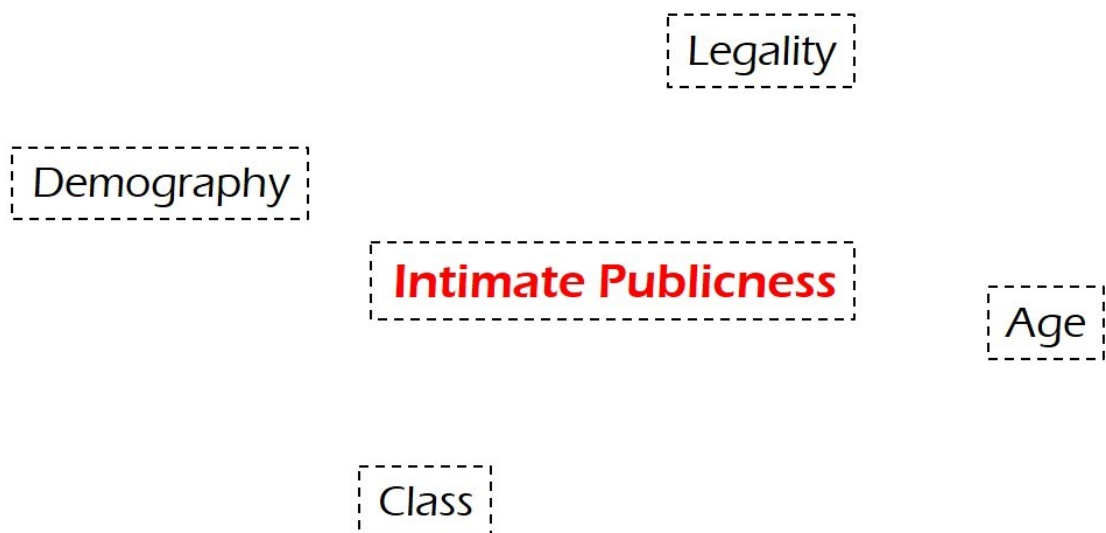 Legality
Demography
Intimate Publicness
Age
Class